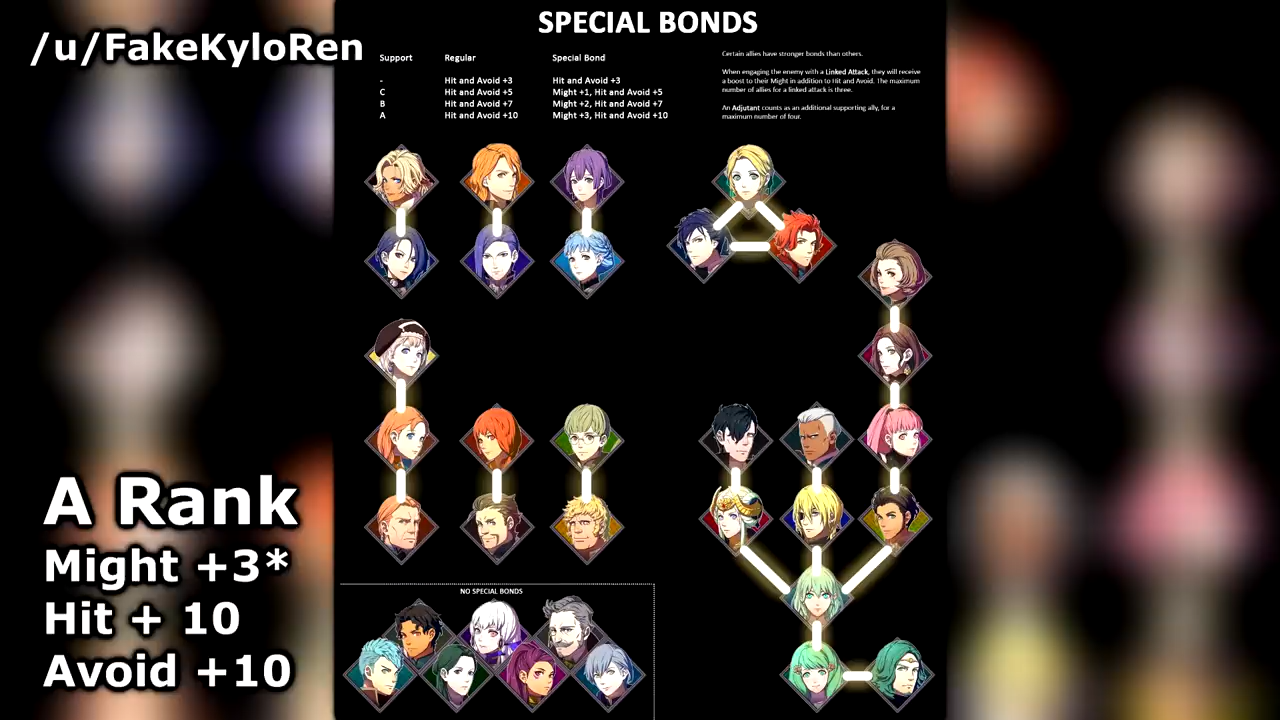 /u/FakeKyloRen
SPECIAL BONDS
Support Regular Special Bond
- Hit and Avoid +3 Hit and Avoid +3
C Hit and Avoid +5 Might +1, Hit and Avoid +5
B Hit and Avoid +7 Might +2, Hit and Avoid +7
A Hit and Avoid +10 Might +3, Hit and Avoid +10
Certain allies have stronger bonds than others.
When engaging the enemy with a Linked Attack, they will receive
a boost to their Might in addition to Hit and Avoid. The maximum
number of allies for a linked attack is three.
An Adjutant counts as an additional supporting ally, for a
maximum number of four.
A Rank
Might +3*
Hit + 10
Avoid +10
NO SPECIAL BONDS